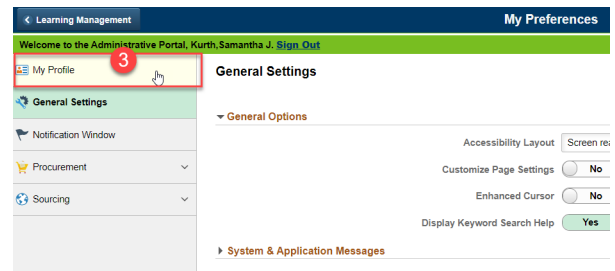 Learning Management
My Preferences
Welcome to the Administrative Portal, Kurth,Samantha J. Sign Out
3
My Profile
General Settings
General Settings
General Options
Notification Window
Accessibility Layout Screen rea
Procurement
Customize Page Settings No
Sourcing
Enhanced Cursor No
Display Keyword Search Help Yes
System & Application Messages